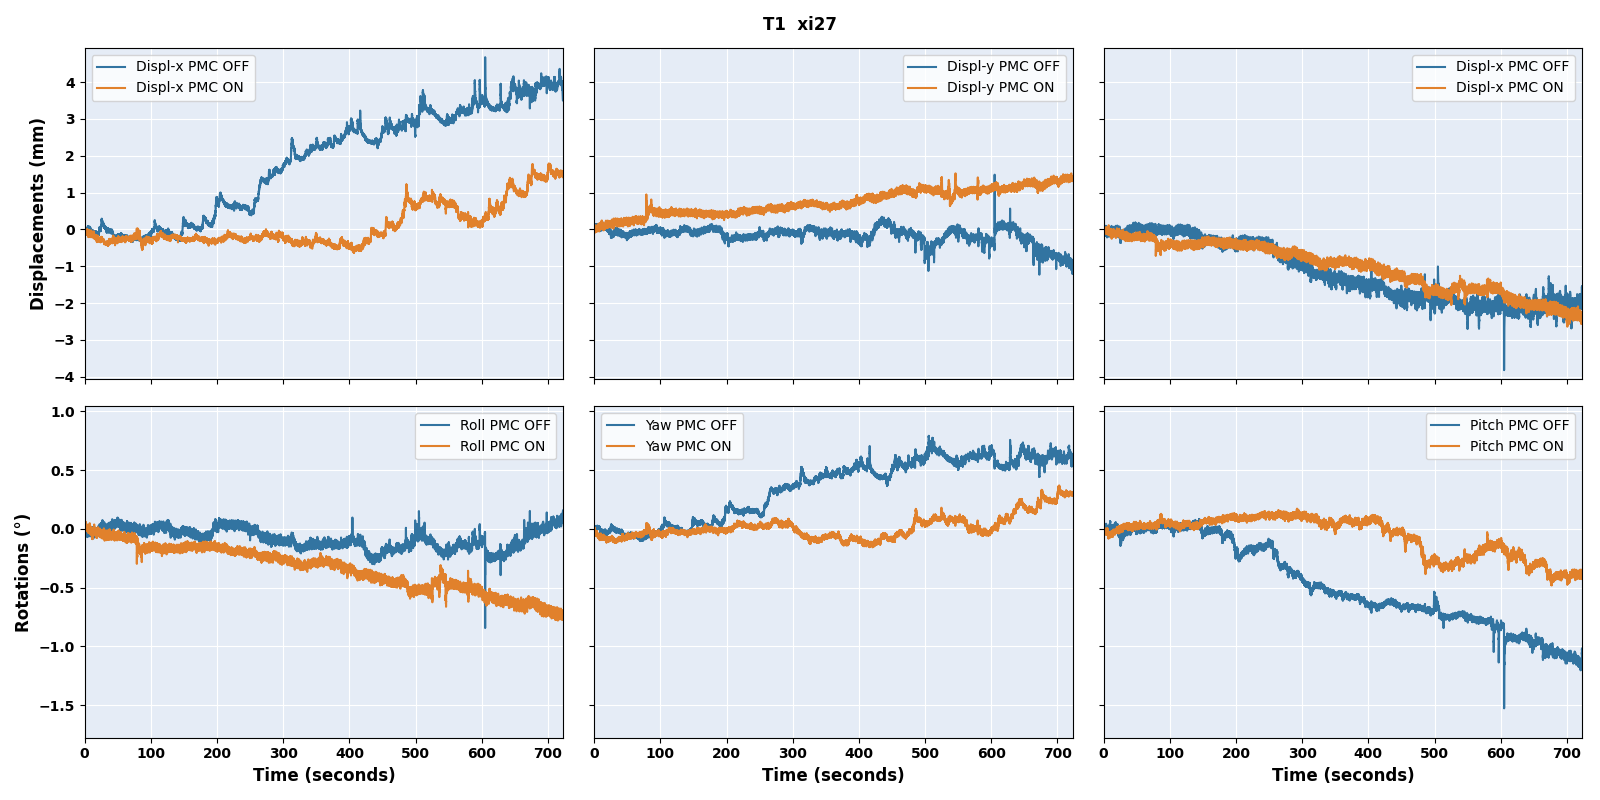 T1 xi27
Displacements (mm)
4
3
2
1
0
−1
−2
−3
−4
Displ-x PMC OFF
Displ-x PMC ON
Displ-y PMC OFF
Displ-y PMC ON
Displ-x PMC OFF
Displ-x PMC ON
Rotations (°)
1.0
0.5
0.0
−0.5
−1.0
−1.5
Roll PMC OFF
Roll PMC ON
Yaw PMC OFF
Yaw PMC ON
Pitch PMC OFF
Pitch PMC ON
0 100 200 300 400 500 600 700
0 100 200 300 400 500 600 700
0 100 200 300 400 500 600 700
Time (seconds)
Time (seconds)
Time (seconds)